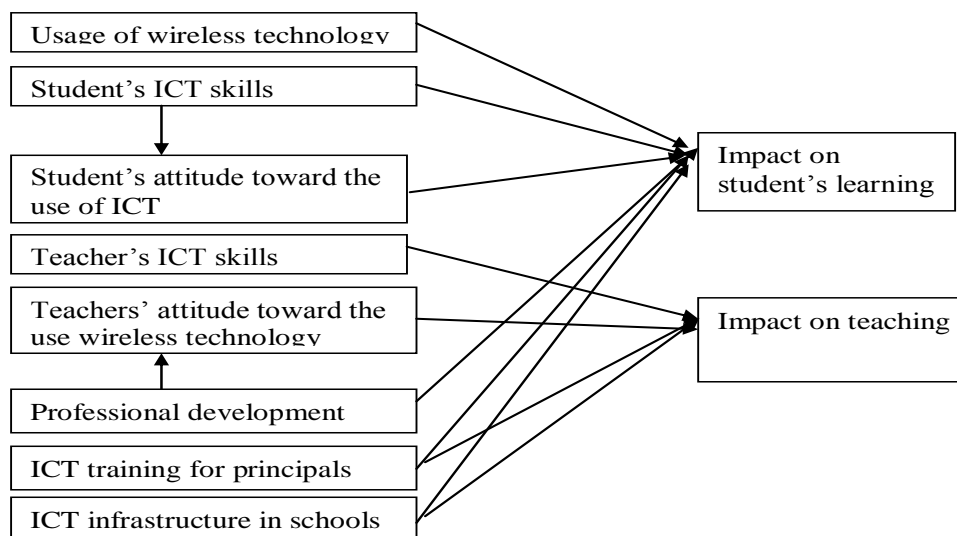 Usage of wireless technology
Student's ICT skills
Student's attitude toward the
use of ICT
Teacher's ICT skills
Teachers' attitude toward the
use wireless technology
Professional development
ICT training for principals
ICT infrastructure in schools
Impact on
student's learning
Impact on teaching